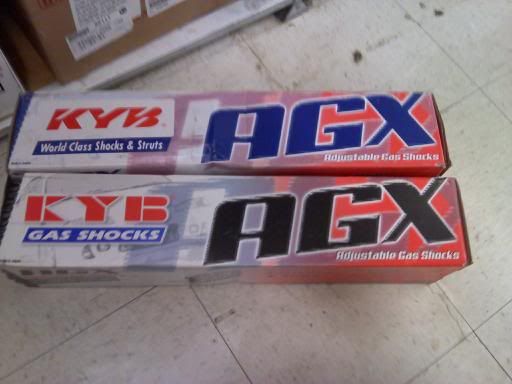 KYB
World Class Shocks & Struts
AGX
Adjustable Gas Shocks
KYB
GAS SHOCKS
AGX
Adjustable Gas Shocks